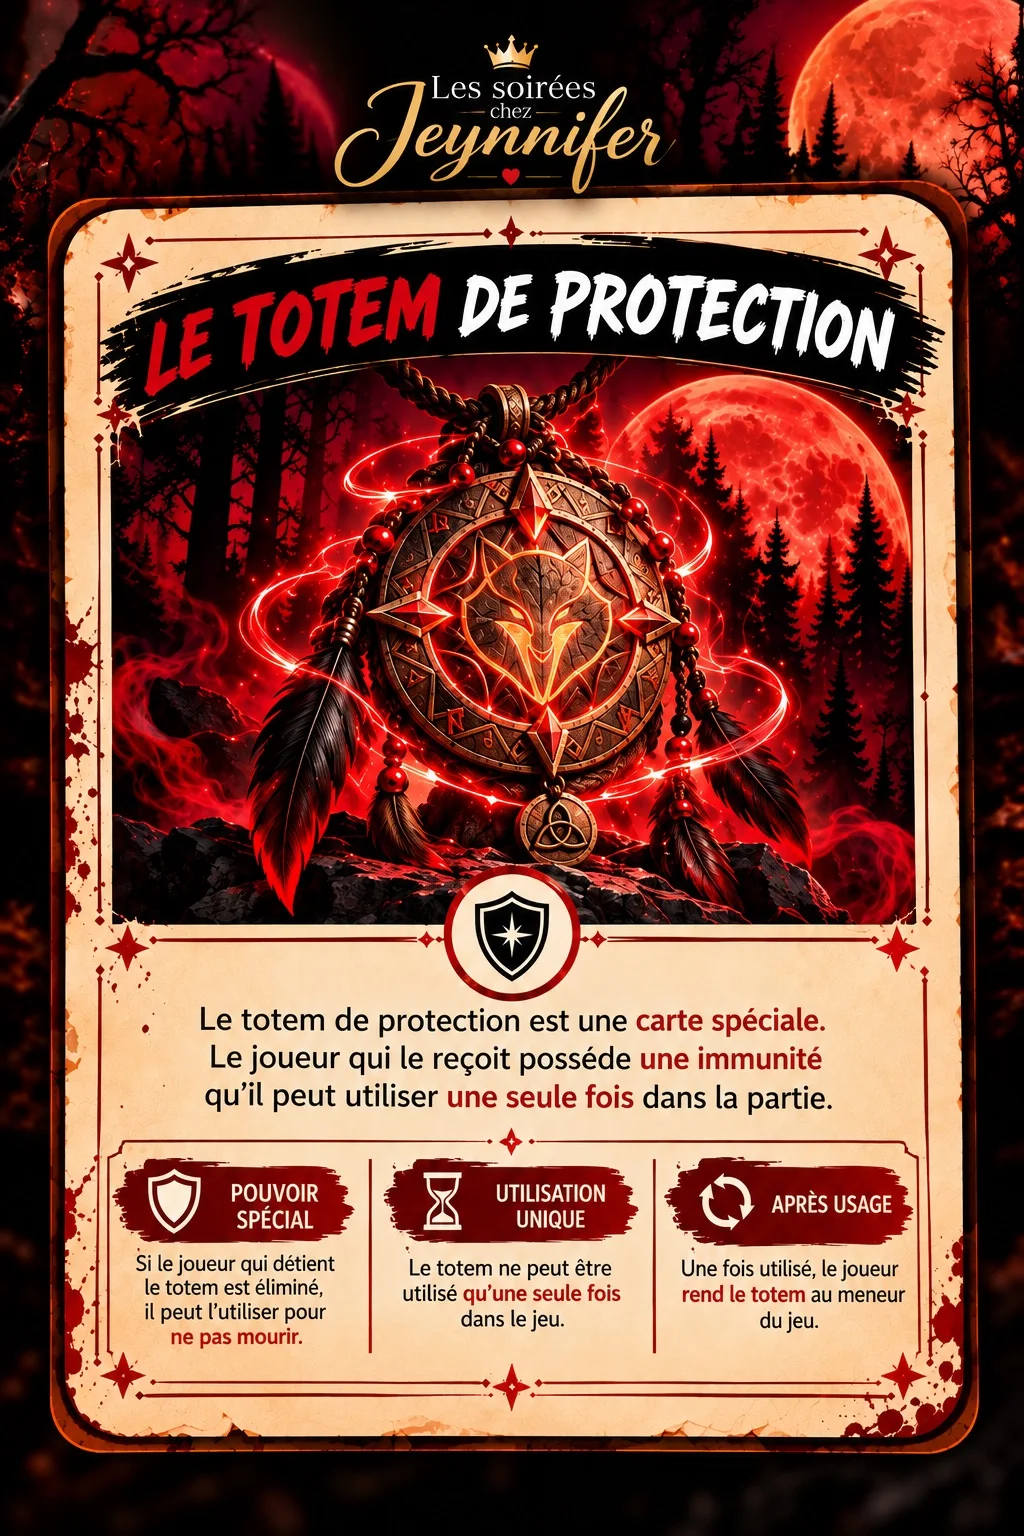 Les soirées
chez
Jeynnifer
LE TOTEM DE PROTECTION
Le totem de protection est une carte spéciale.
Le joueur qui le reçoit posséde une immunité
qu'il peut utiliser une seule fois dans la partie.
POUVOIR
SPÉCIAL
Si le joueur qui détient
le totem est éliminé,
il peut l'utiliser pour
ne pas mourir.
UTILISATION
UNIQUE
Le totem ne peut être
utilisé qu'une seule fois
dans le jeu.
APRÈS USAGE
Une fois utilisé, le joueur
rend le totem au meneur
du jeu.